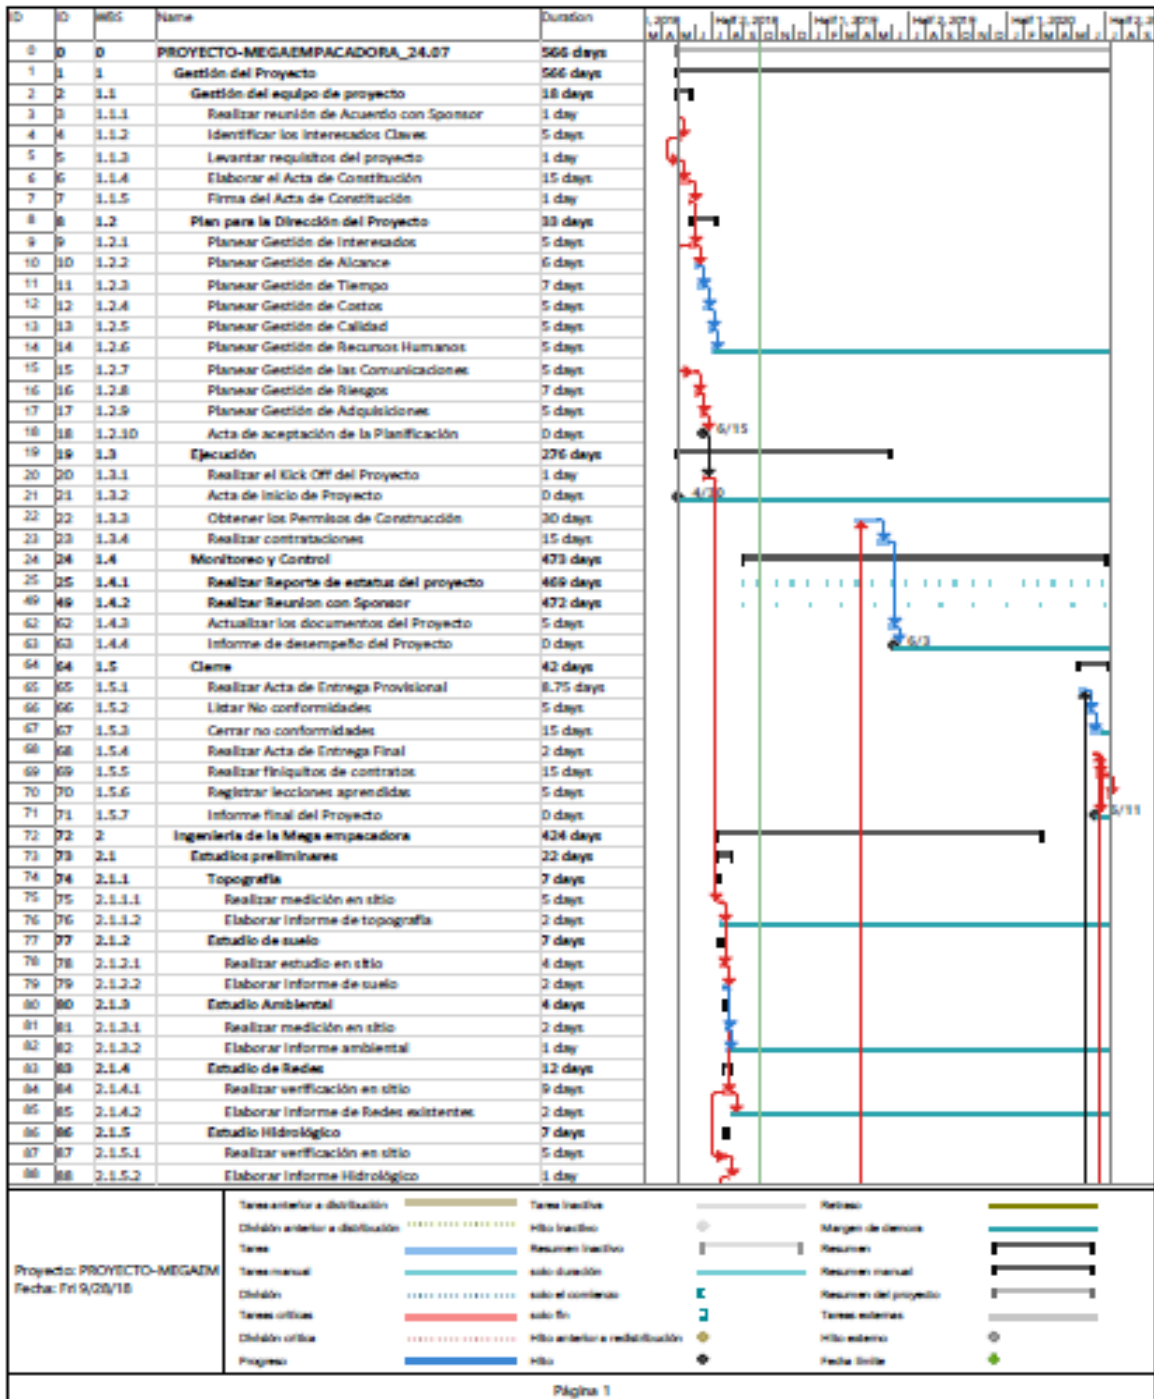 ID ID WBS Name Duration
0 0 0 PROYECTO-MEGAEMPACADORA_24.07 566 days
1 1 1 Gestión del Proyecto 566 days
2 2 1.1 Gestión del equipo de proyecto 18 days
3 3 1.1.1 Realizar reunión de Acuerdo con Sponsor 1 day
4 4 1.1.2 Identificar los Interesados Claves 5 days
5 5 1.1.3 Levantar requisitos del proyecto 1 day
6 6 1.1.4 Elaborar el Acta de Constitución 15 days
7 7 1.1.5 Firma del Acta de Constitución 1 day
8 8 1.2 Plan para la Dirección del Proyecto 33 days
9 9 1.2.1 Planear Gestión de Interesados 5 days
10 10 1.2.2 Planear Gestión de Alcance 6 days
11 11 1.2.3 Planear Gestión de Tiempo 7 days
12 12 1.2.4 Planear Gestión de Costos 5 days
13 13 1.2.5 Planear Gestión de Calidad 5 days
14 14 1.2.6 Planear Gestión de Recursos Humanos 5 days
15 15 1.2.7 Planear Gestión de las Comunicaciones 5 days
16 16 1.2.8 Planear Gestión de Riesgos 7 days
17 17 1.2.9 Planear Gestión de Adquisiciones 5 days
18 18 1.2.10 Acta de aceptación de la Planificación 0 days 6/15
19 19 1.3 Ejecución 276 days
20 20 1.3.1 Realizar el Kick Off del Proyecto 1 day
21 21 1.3.2 Acta de Inicio de Proyecto 0 days 4/30
22 22 1.3.3 Obtener los Permisos de Construcción 30 days
23 23 1.3.4 Realizar contrataciones 15 days
24 24 1.4 Monitoreo y Control 473 days
25 25 1.4.1 Realizar Reporte de estatus del proyecto 469 days
49 49 1.4.2 Realizar Reunion con Sponsor 472 days
62 62 1.4.3 Actualizar los documentos del Proyecto 5 days
63 63 1.4.4 Informe de desempeño del Proyecto 0 days 6/3
64 64 1.5 Cierre 42 days
65 65 1.5.1 Realizar Acta de Entrega Provisional 8.75 days
66 66 1.5.2 Listar No conformidades 5 days
67 67 1.5.3 Cerrar no conformidades 15 days
68 68 1.5.4 Realizar Acta de Entrega Final 2 days
69 69 1.5.5 Realizar finiquitos de contratos 15 days
70 70 1.5.6 Registrar lecciones aprendidas 5 days
71 71 1.5.7 Informe final del Proyecto 0 days
72 72 2 Ingeniería de la Mega empacadora 424 days
73 73 2.1 Estudios preliminares 22 days
74 74 2.1.1 Topografía 7 days
75 75 2.1.1.1 Realizar medición en sitio 5 days
76 76 2.1.1.2 Elaborar Informe de topografía 2 days
77 77 2.1.2 Estudio de suelo 7 days
78 78 2.1.2.1 Realizar estudio en sitio 4 days
79 79 2.1.2.2 Elaborar Informe de suelo 2 days
80 80 2.1.3 Estudio Ambiental 4 days
81 81 2.1.3.1 Realizar medición en sitio 2 days
82 82 2.1.3.2 Elaborar Informe ambiental 1 day
83 83 2.1.4 Estudio de Redes 12 days
84 84 2.1.4.1 Realizar verificación en sitio 9 days
85 85 2.1.4.2 Elaborar Informe de Redes existentes 2 days
86 86 2.1.5 Estudio Hidrológico 7 days
87 87 2.1.5.1 Realizar verificación en sitio 5 days
88 88 2.1.5.2 Elaborar Informe Hidrológico 1 day
Proyecto: PROYECTO-MEGAEM
Fecha: Fri 9/28/18
Tarea anterior a distribución
División anterior a distribución
Tarea
Tarea manual
División
Tareas críticas
División crítica
Progreso
Tarea Inactiva
Hito Inactivo
Resumen Inactivo
solo duración
solo el comienzo
solo fin
Hito anterior a redistribución
Hito
Retraso
Margen de demora
Resumen
Resumen manual
Resumen del proyecto
Tareas externas
Hito externo
Fecha límite
Página 1